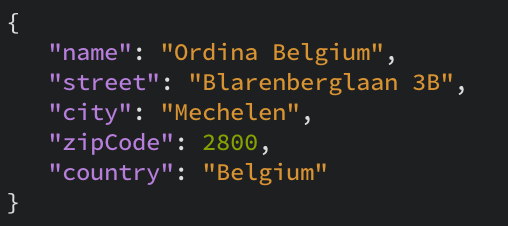 {
"name": "Ordina Belgium",
"street": "Blarenberglaan 3B",
"city": "Mechelen",
"zipCode": 2800,
"country": "Belgium"
}